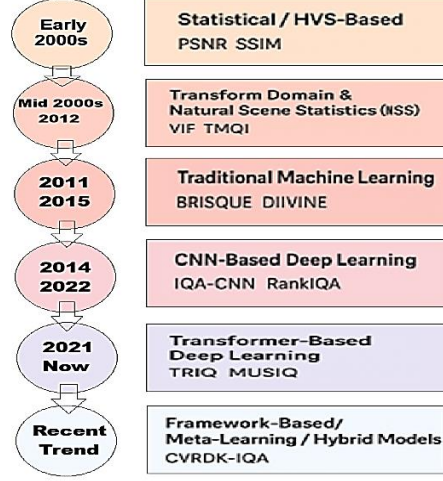 Early
2000s
Statistical / HVS-Based
PSNR SSIM
Mid 2000s
2012
Transform Domain &
Natural Scene Statistics (NSS)
VIF TMQI
2011
2015
Traditional Machine Learning
BRISQUE DIIVINE
2014
2022
CNN-Based Deep Learning
IQA-CNN RankIQA
2021
Now
Transformer-Based
Deep Learning
TRIQ MUSIQ
Recent
Trend
Framework-Based/
Meta-Learning / Hybrid Models
CVRDK-IQA